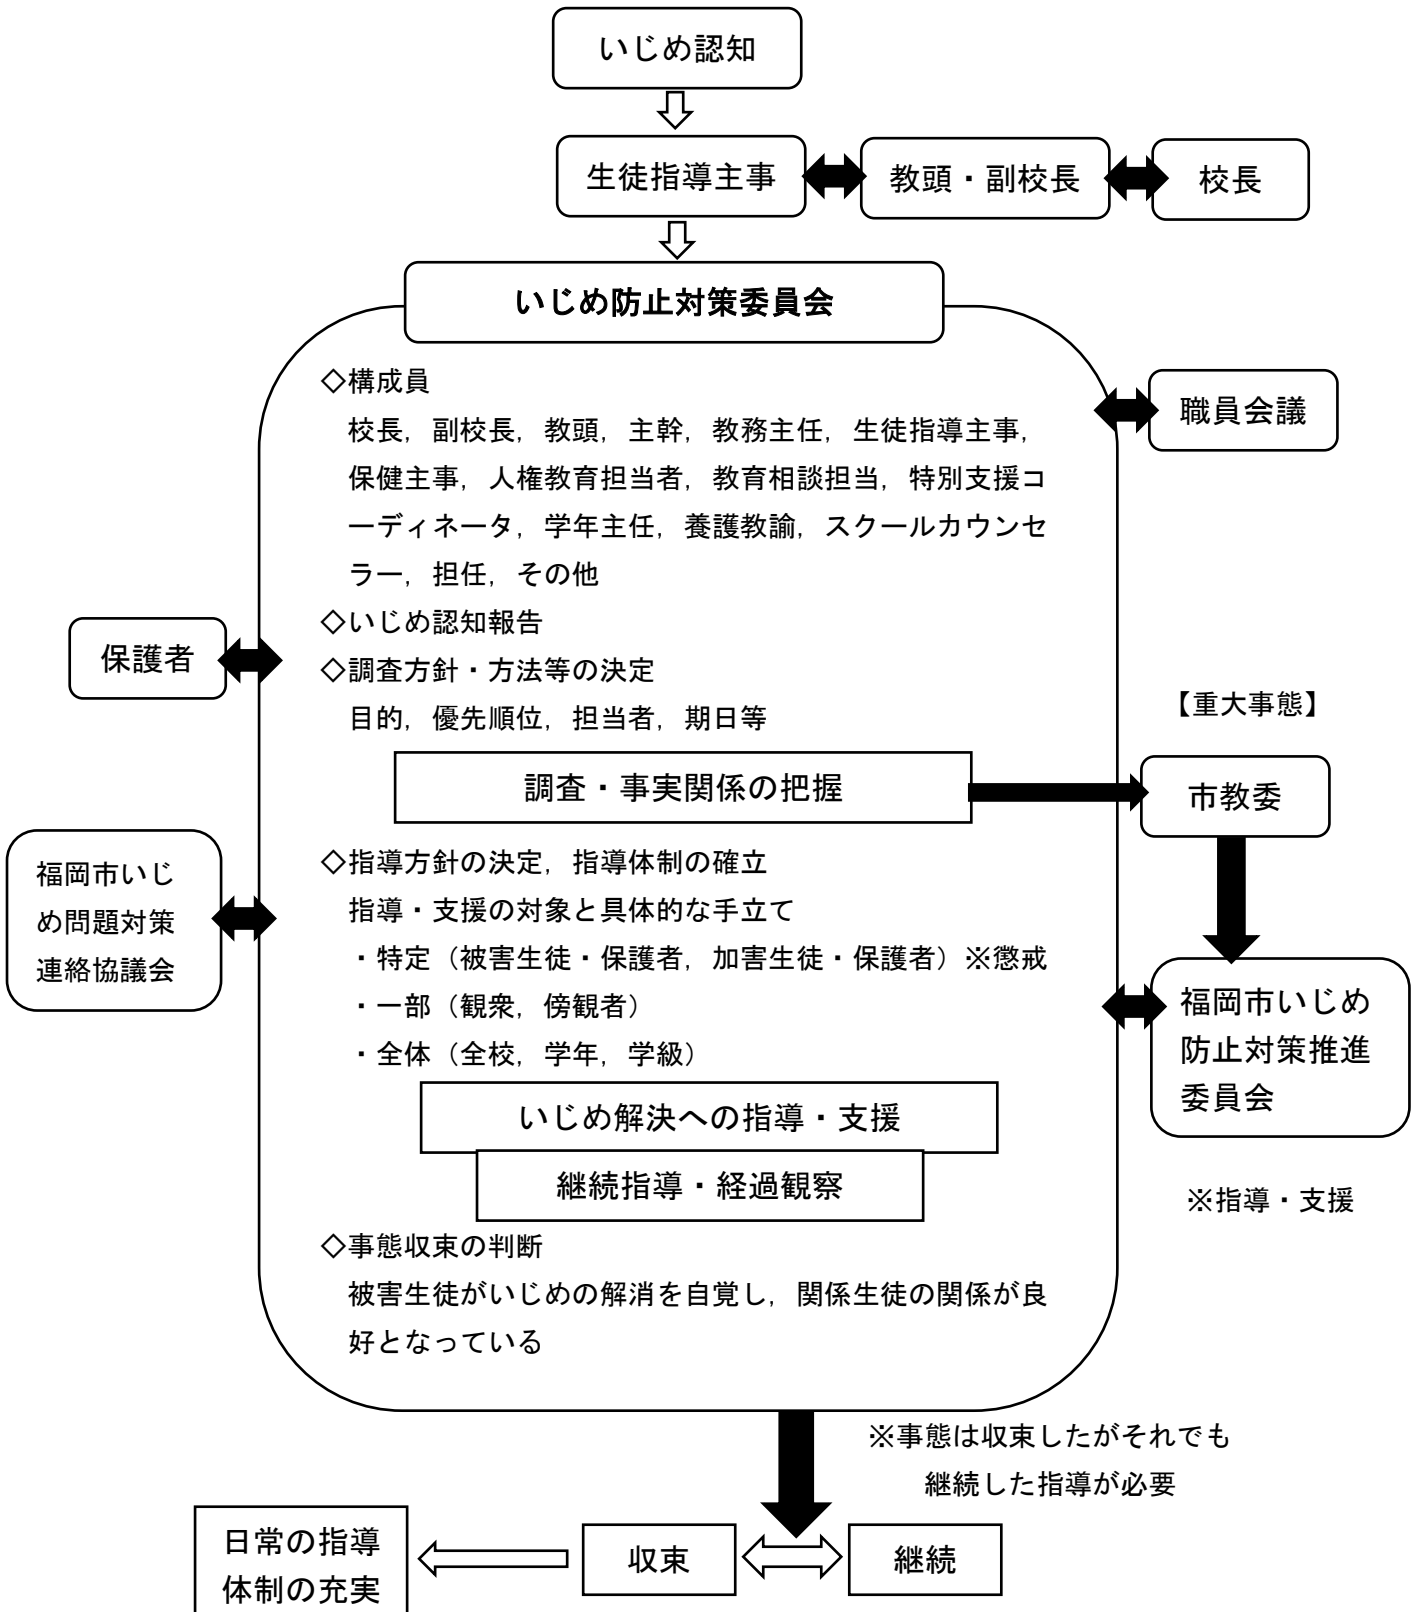 いじめ認知
生徒指導主事
教頭・副校長
校長
いじめ防止対策委員会
◇構成員
校長，副校長，教頭，主幹，教務主任，生徒指導主事，
保健主事，人権教育担当者，教育相談担当，特別支援コ
ーディネータ，学年主任，養護教諭，スクールカウンセ
ラー，担任，その他
◇いじめ認知報告
◇調査方針・方法等の決定
目的，優先順位，担当者，期日等
調査・事実関係の把握
◇指導方針の決定，指導体制の確立
指導・支援の対象と具体的な手立て
・特定（被害生徒・保護者，加害生徒・保護者）※懲戒
・一部（観衆，傍観者）
・全体（全校，学年，学級）
いじめ解決への指導・支援
継続指導・経過観察
◇事態収束の判断
被害生徒がいじめの解消を自覚し，関係生徒の関係が良
好となっている
職員会議
保護者
【重大事態】
市教委
福岡市いじ
め問題対策
連絡協議会
福岡市いじめ
防止対策推進
委員会
※指導・支援
※事態は収束したがそれでも
継続した指導が必要
日常の指導
体制の充実
収束
継続